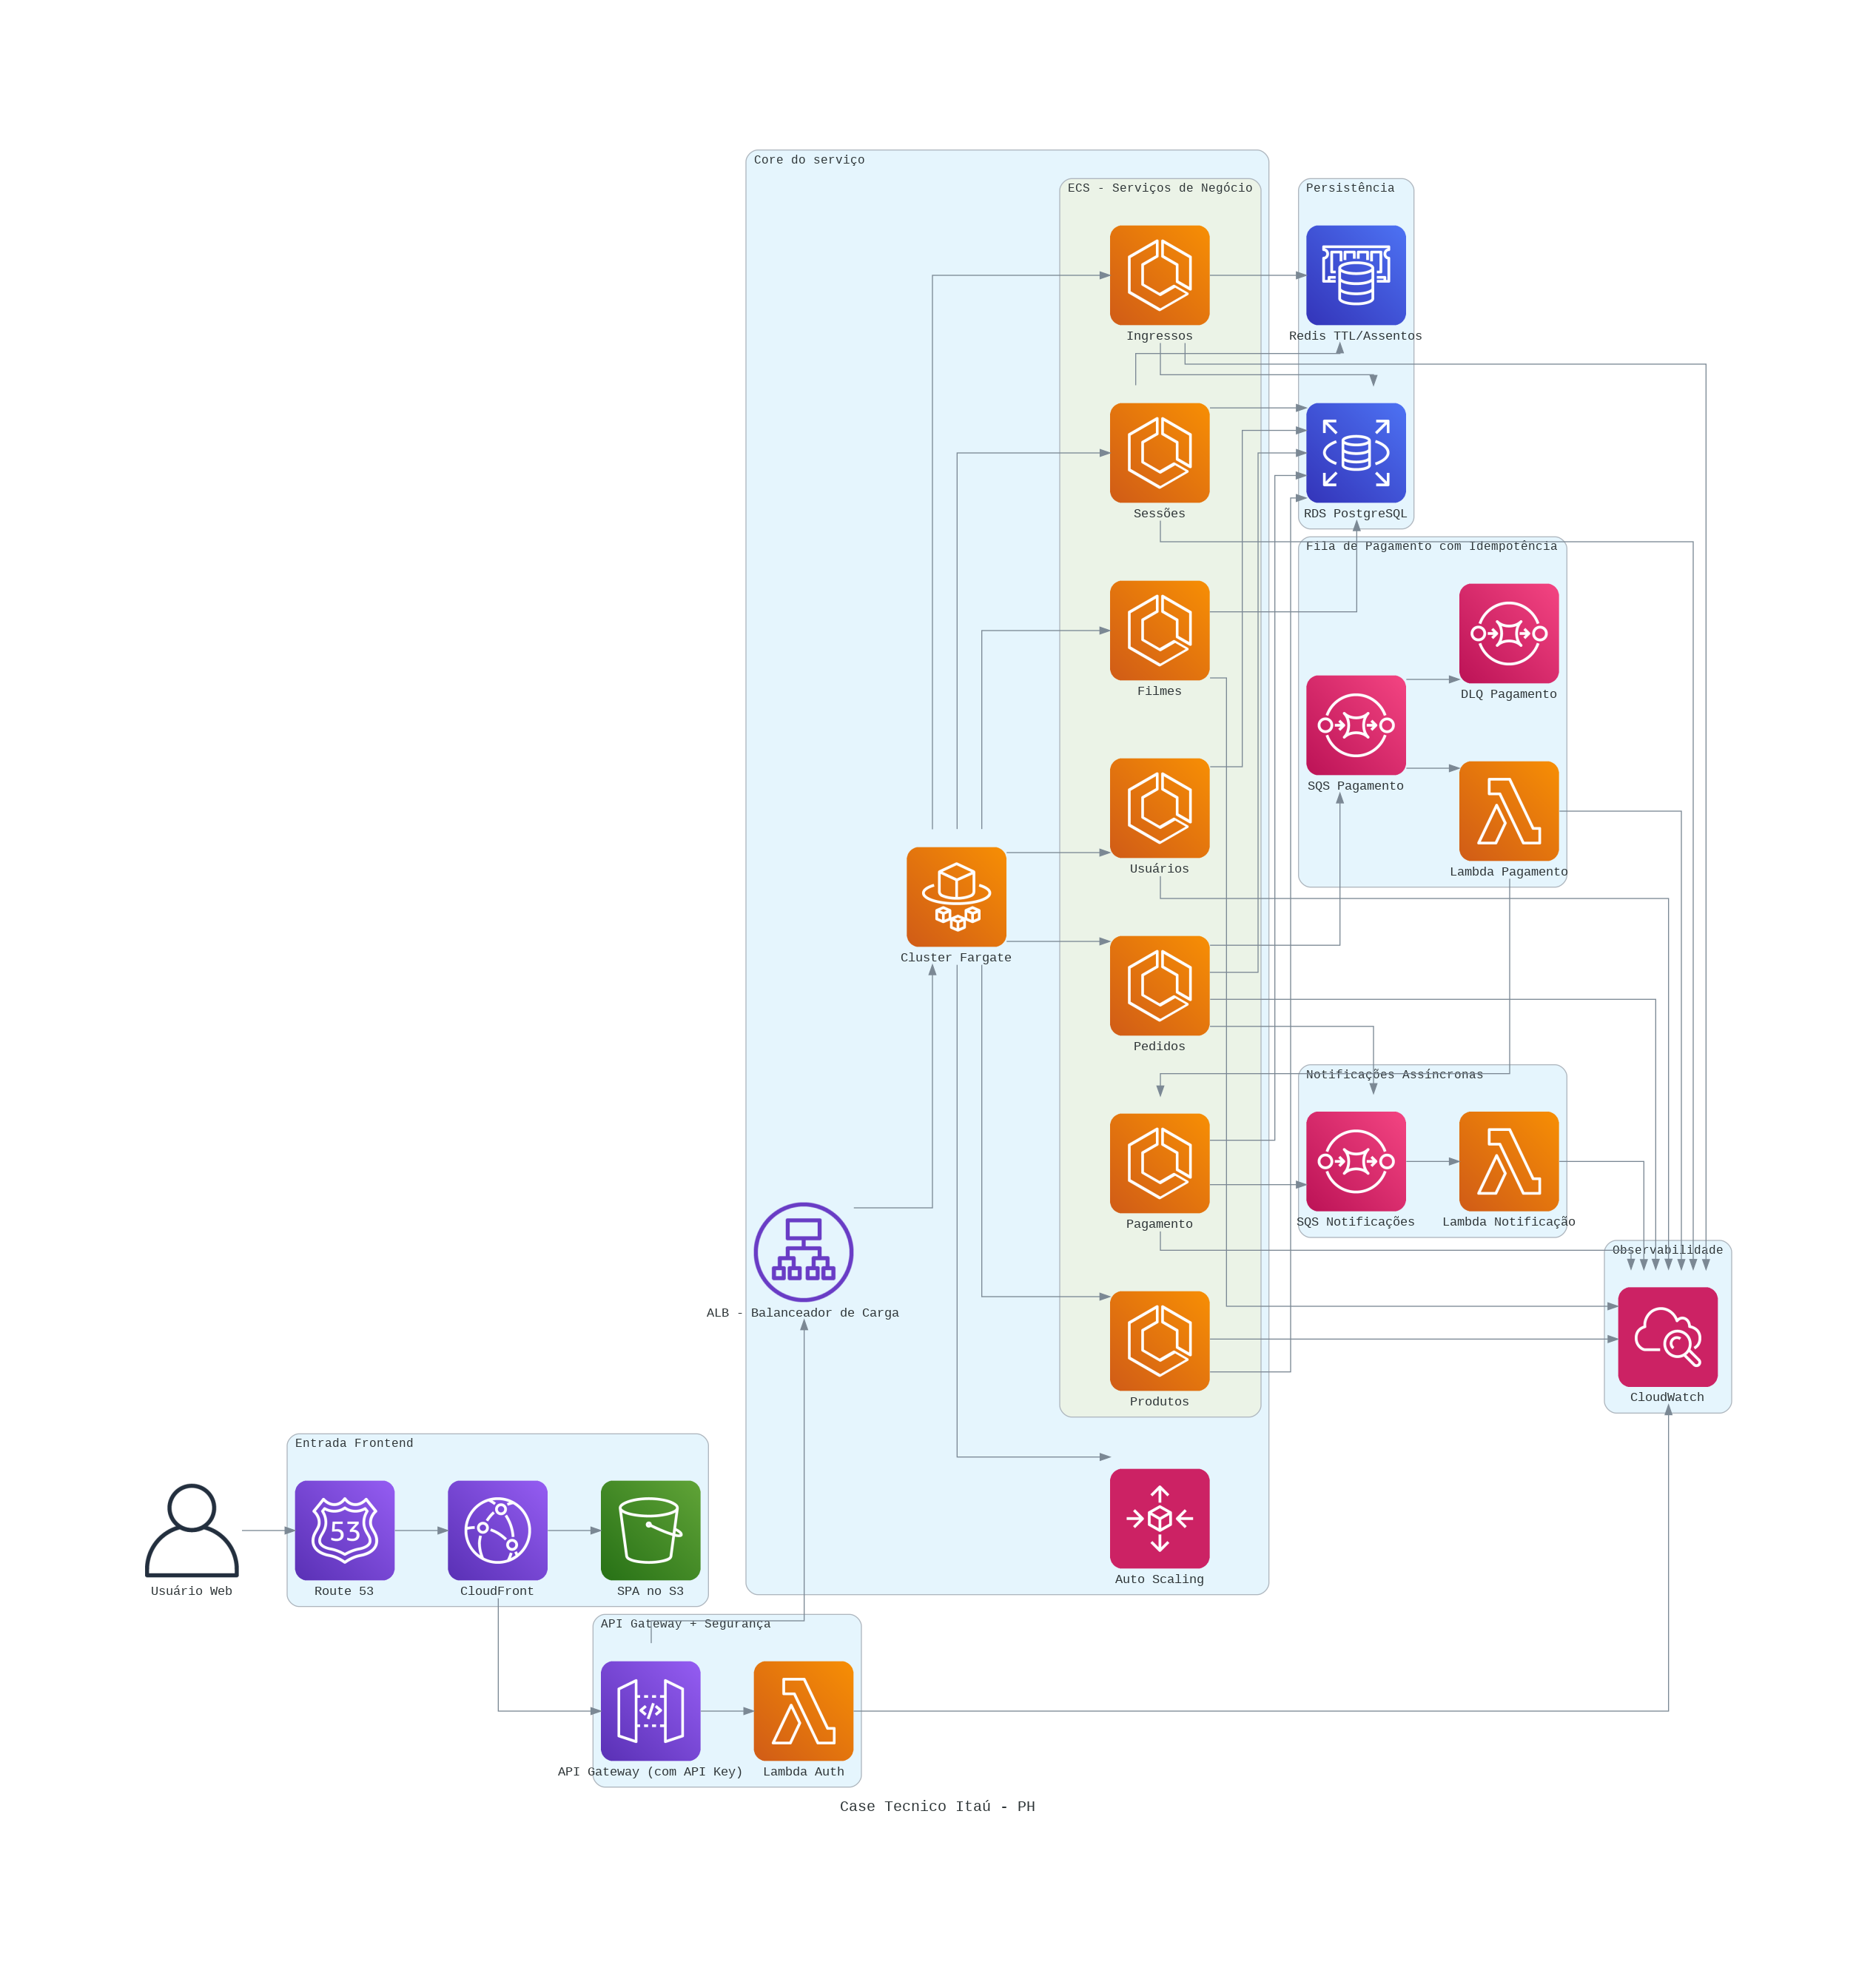 Core do serviço
ECS - Serviços de Negócio
Persistência
Ingressos
Redis TTL/Assentos
Sessões
RDS PostgreSQL
Fila de Pagamento com Idempotência
Filmes
DLQ Pagamento
SQS Pagamento
Usuários
Lambda Pagamento
Cluster Fargate
Pedidos
Notificações Assíncronas
Pagamento
SQS Notificações
Lambda Notificação
Observabilidade
ALB - Balanceador de Carga
Produtos
CloudWatch
Entrada Frontend
53
Usuário Web
Route 53
CloudFront
SPA no S3
Auto Scaling
API Gateway + Segurança
</>
API Gateway (com API Key)
Lambda Auth
Case Tecnico Itaú - PH